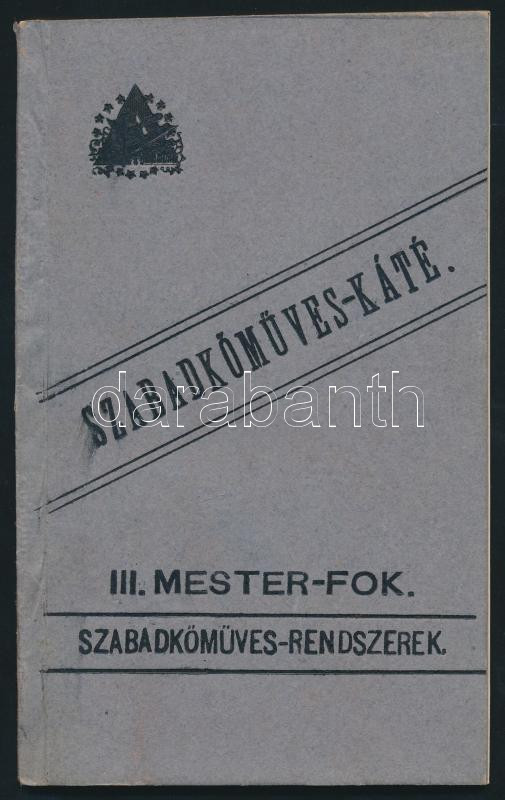 SZABADKŐMŰVES-KÁTÉ.
darabanth
III. MESTER-FOK.
SZABADKŐMŰVES-RENDSZEREK.